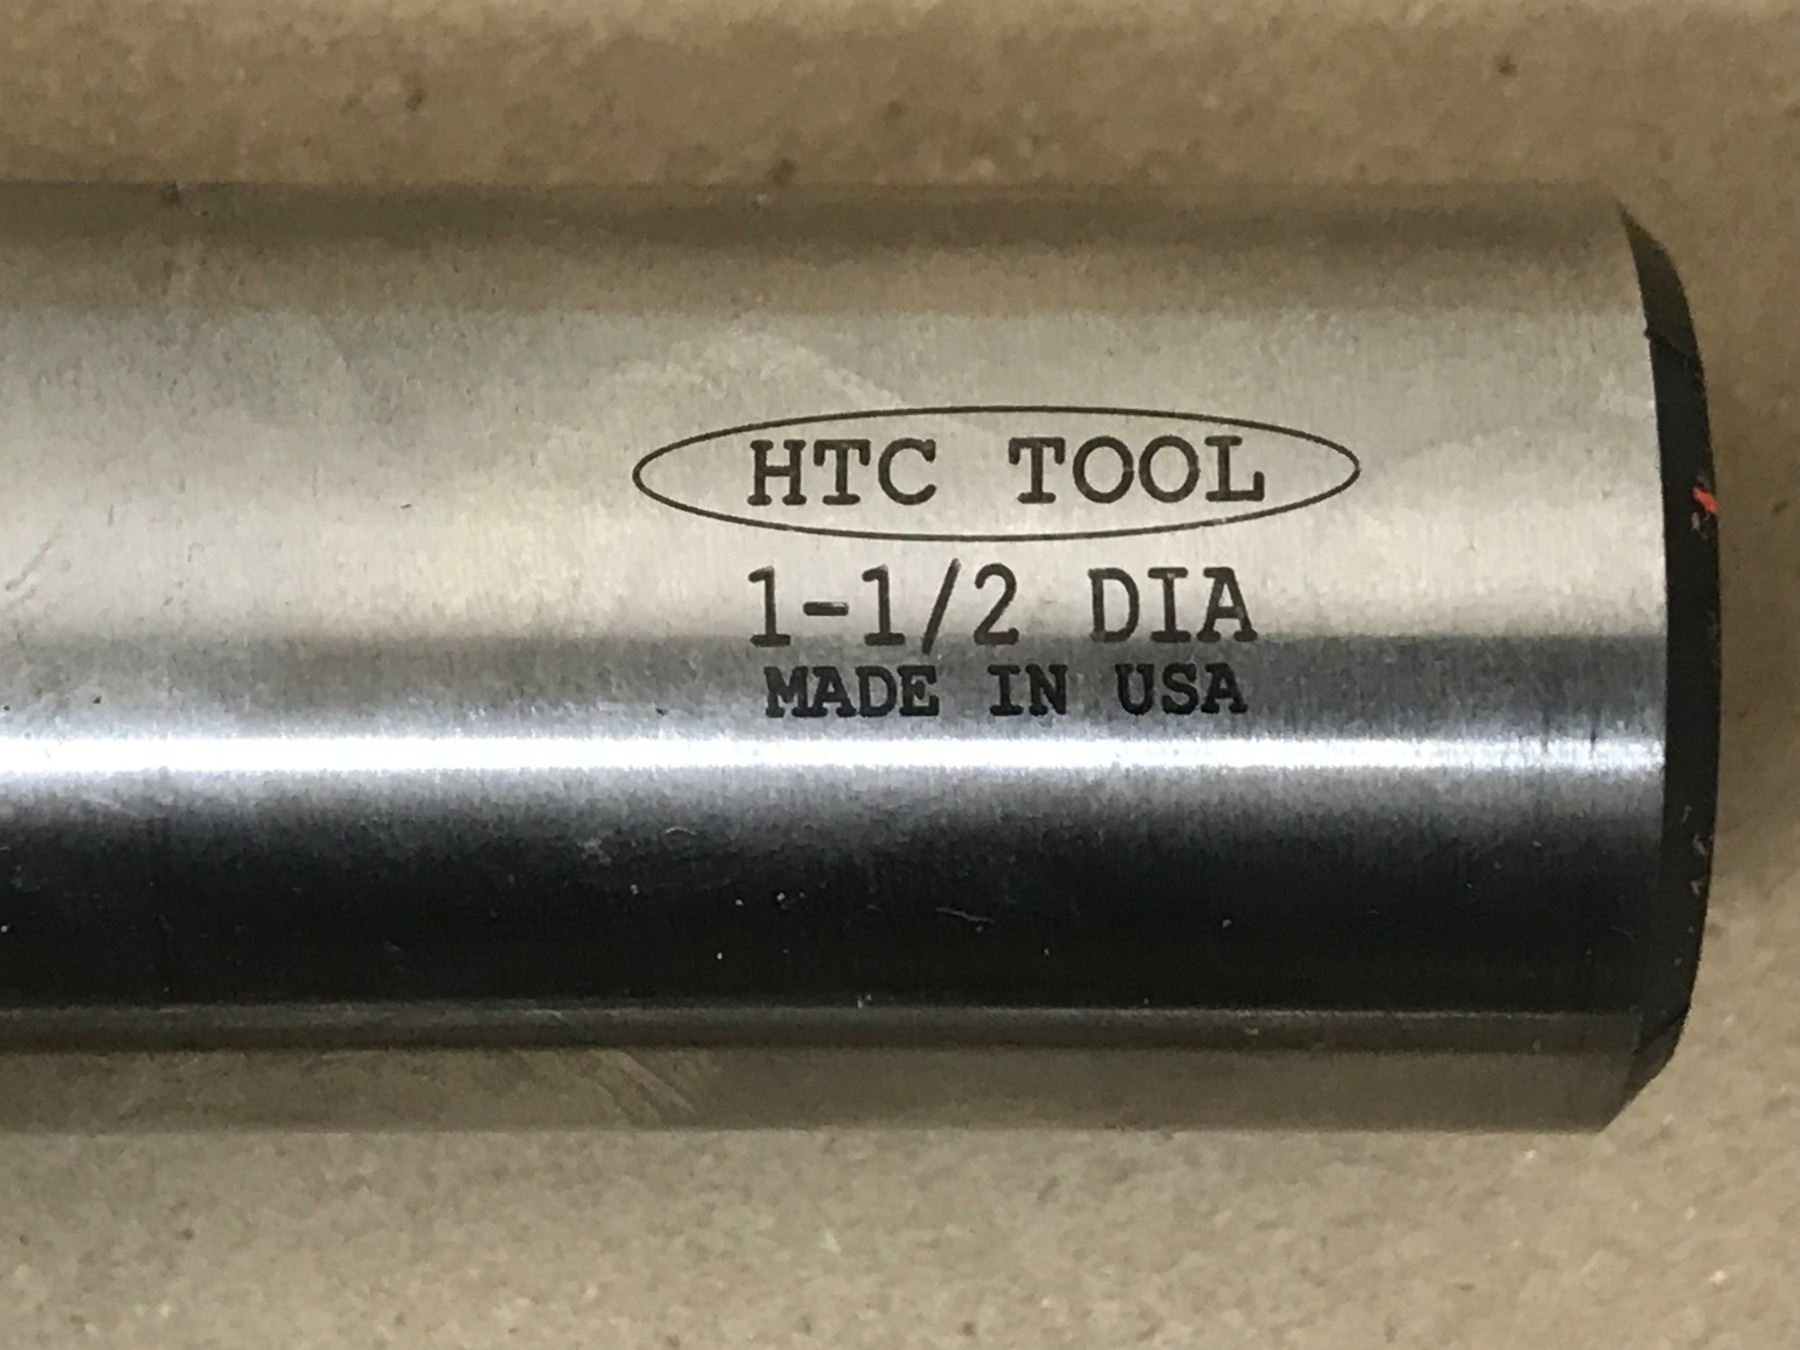 HTC TOOL
1-1/2 DIA
MADE IN USA